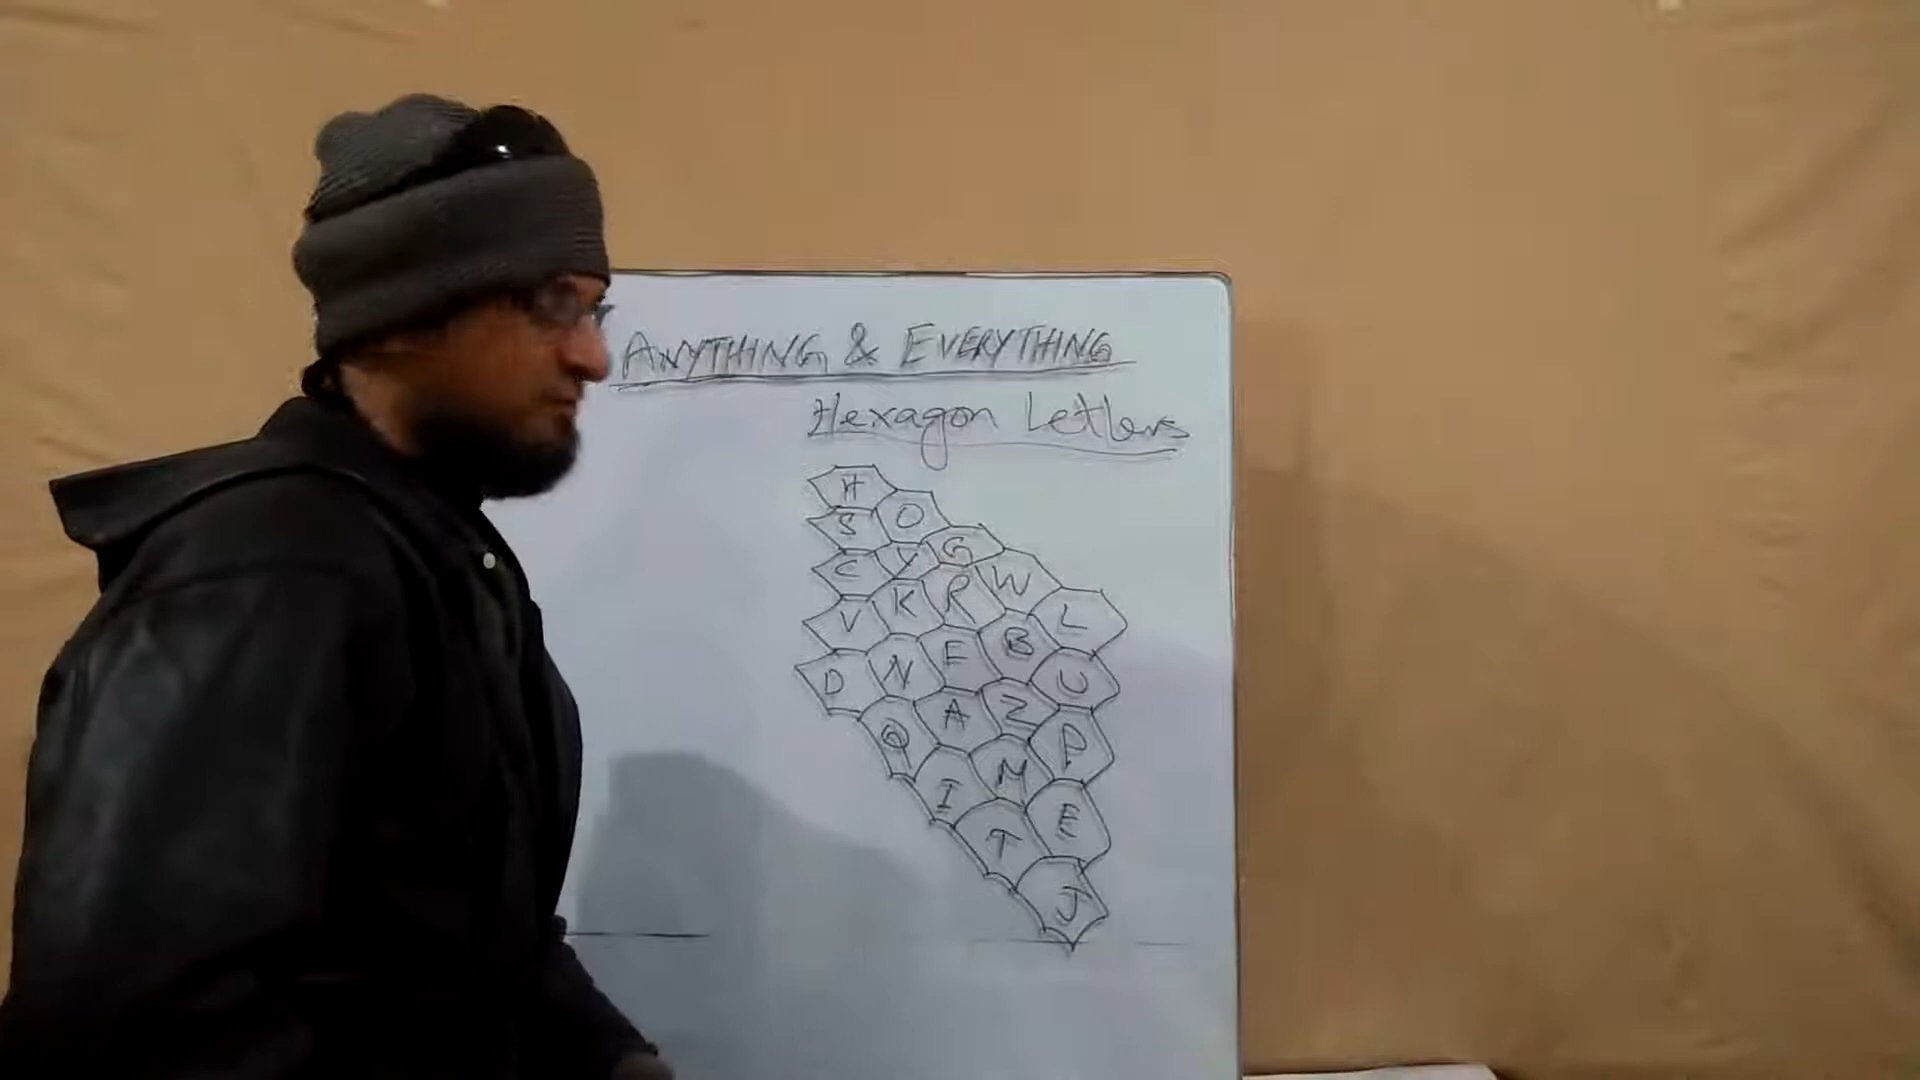 ANYTHING & EVERYTHING
Hexagon Letters
H
S O
C Y G
V K R W
D N E B L
Q A Z U
I M P
T E
J